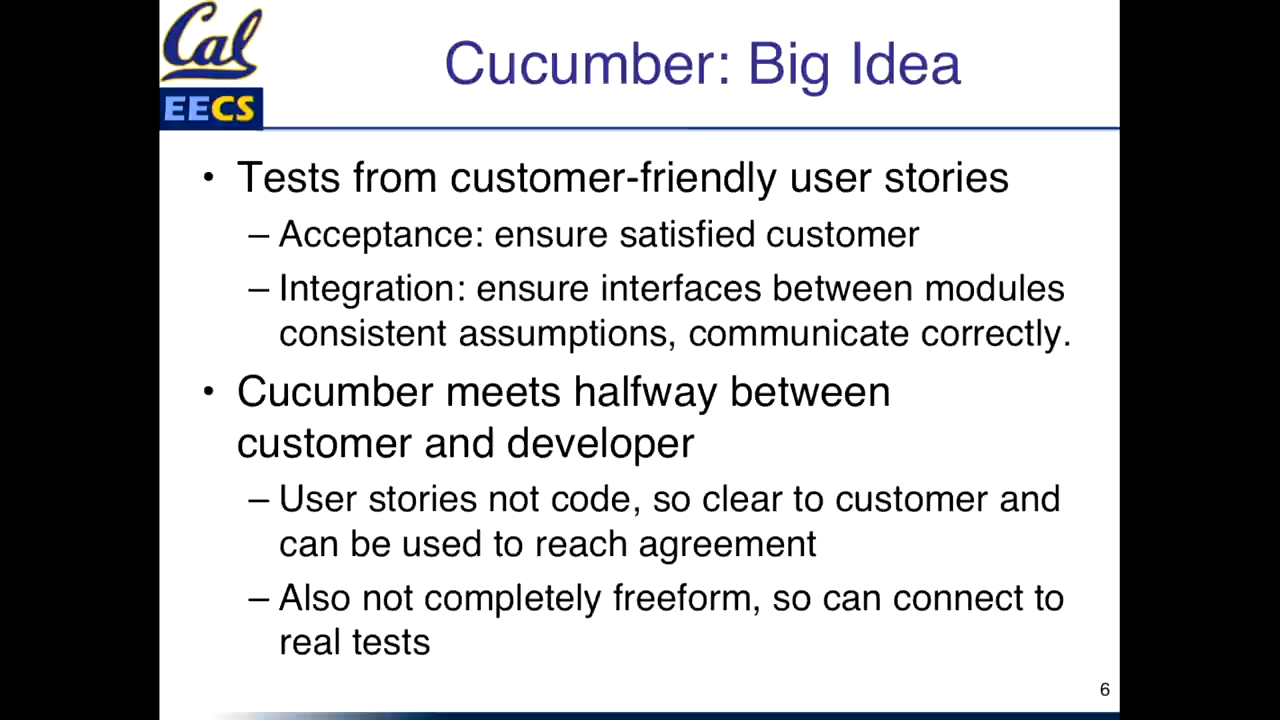 Cal
EECS
Cucumber: Big Idea
• Tests from customer-friendly user stories
– Acceptance: ensure satisfied customer
– Integration: ensure interfaces between modules
consistent assumptions, communicate correctly.
• Cucumber meets halfway between
customer and developer
– User stories not code, so clear to customer and
can be used to reach agreement
– Also not completely freeform, so can connect to
real tests
6